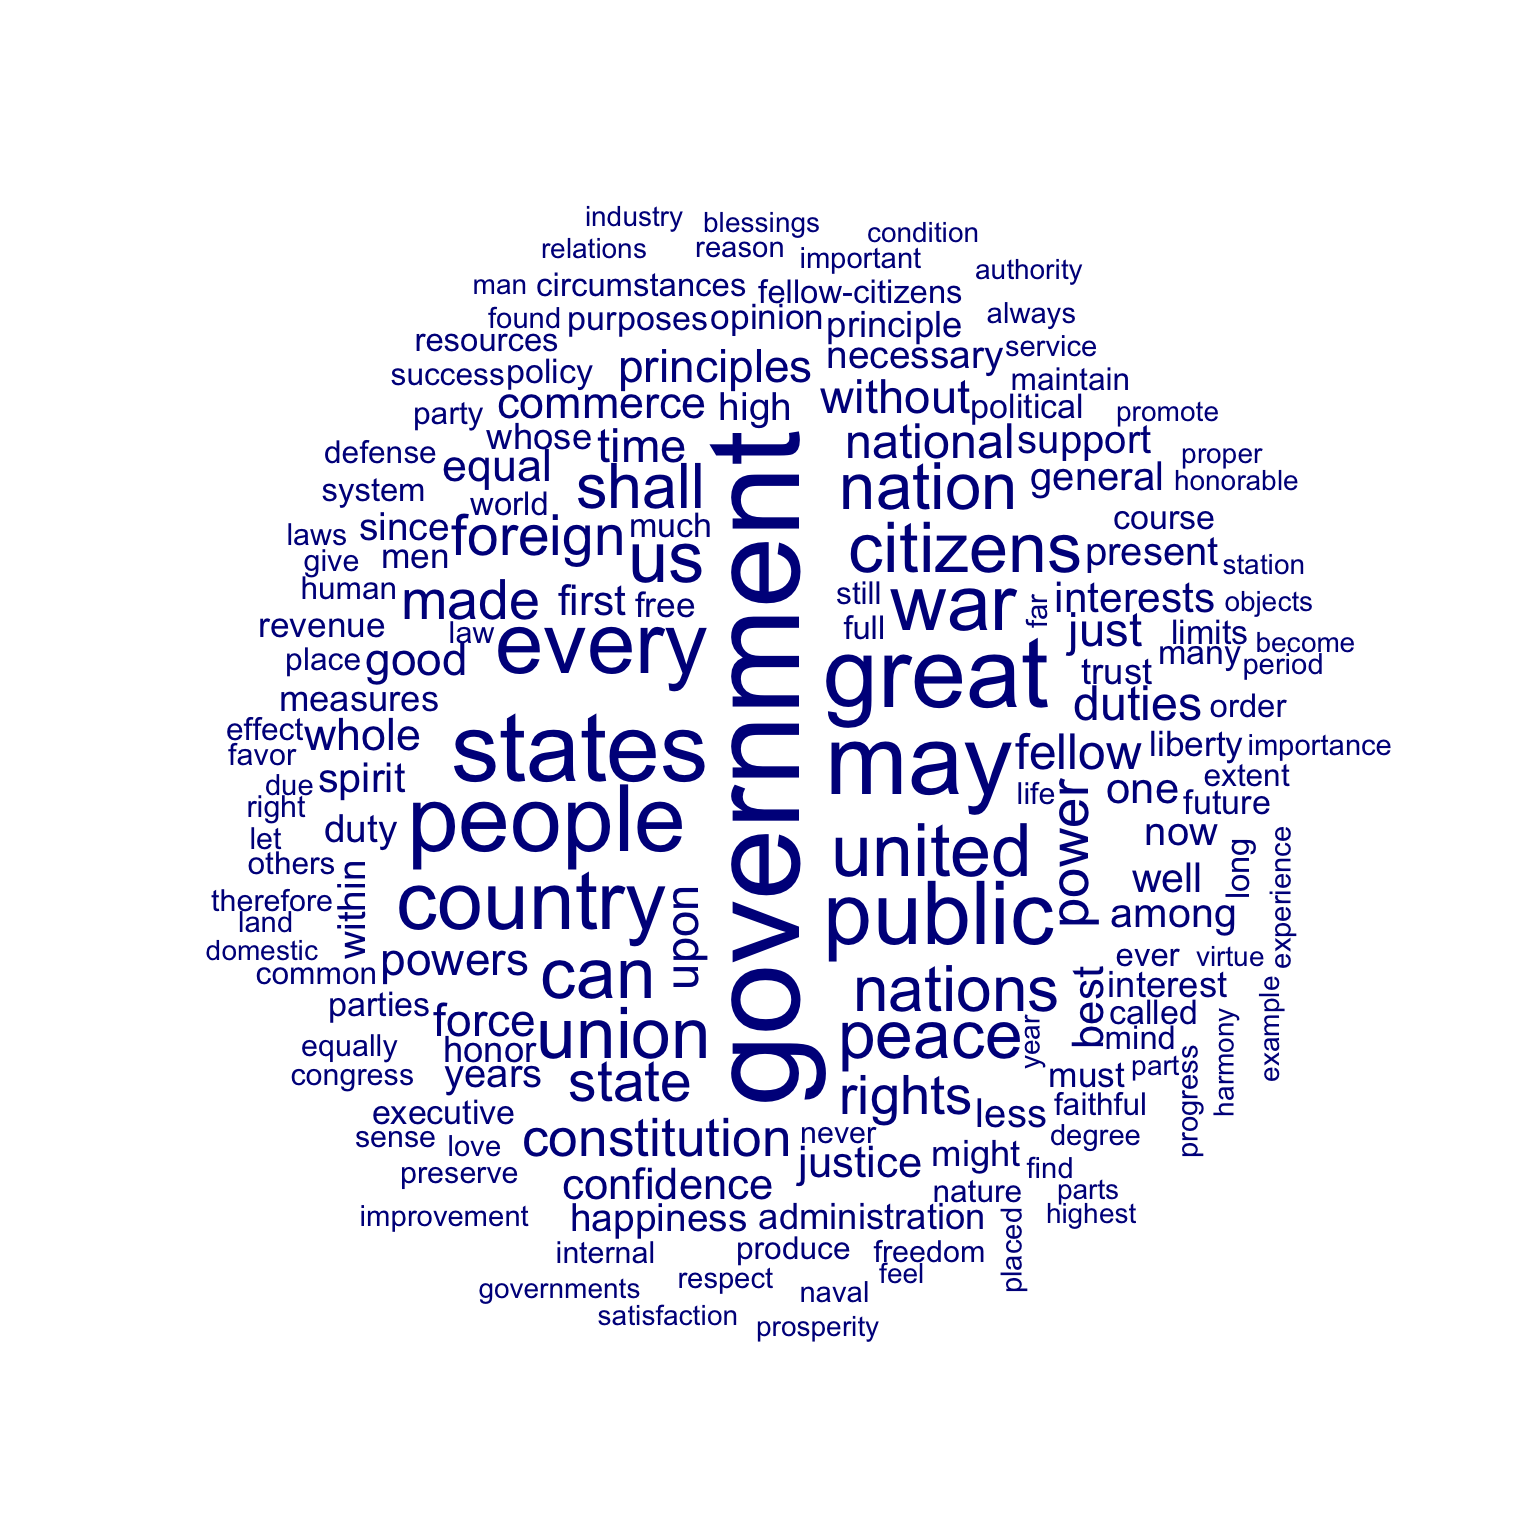 industry blessings condition
relations reason important authority
man circumstances fellow-citizens
found purposes opinion principle always
resources principles necessary service
success policy maintain
party commerce high without political promote
whose time national support
defense equal shall nation general proper
system world honorable
laws since foreign much citizens course
give men us present station
human made first free still war far interests objects
revenue law every full just limits become
place good great trust many period
measures duties order
effect whole states may fellow liberty importance
favor spirit life one extent
due people power future
right duty united now
let long
others country public well experience
therefore within upon among
land
domestic powers can ever virtue
common nations best interest example
parties force union peace year called harmony
equally honor mind
congress years state must part progress
executive rights less faithful
sense love constitution never degree
preserve confidence justice might find
nature parts
improvement happiness administration placed highest
internal produce freedom
governments respect naval feel
satisfaction prosperity
government